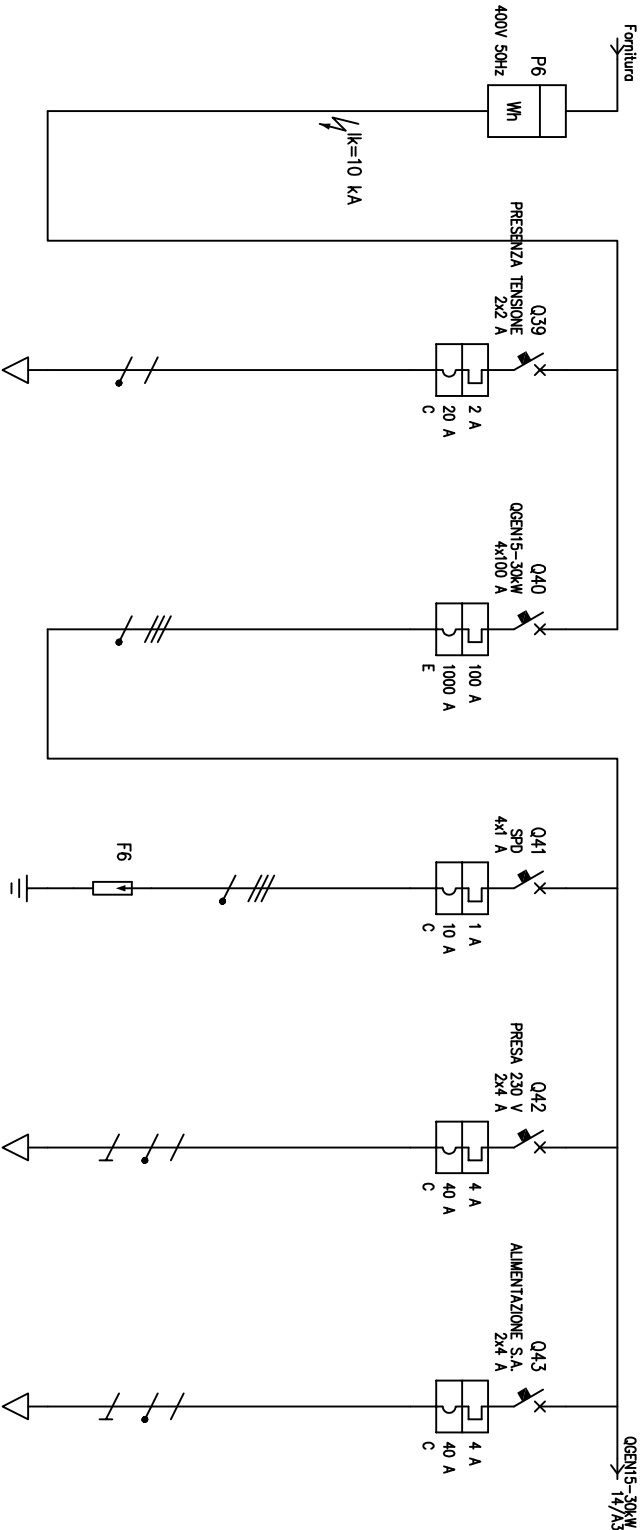 Fornitura
P6
400V 50Hz
Wh
Ik=10 kA
Q39
PRESENZA TENSIONE
2x2 A
2 A
20 A
C
Q40
QGEN15-30kW
4x100 A
100 A
1000 A
E
Q41
SPD
4x1 A
1 A
10 A
C
F6
Q42
PRESA 230 V
2x4 A
4 A
40 A
C
Q43
ALIMENTAZIONE S.A.
2x4 A
4 A
40 A
C
QGEN15-30kW
14/A3